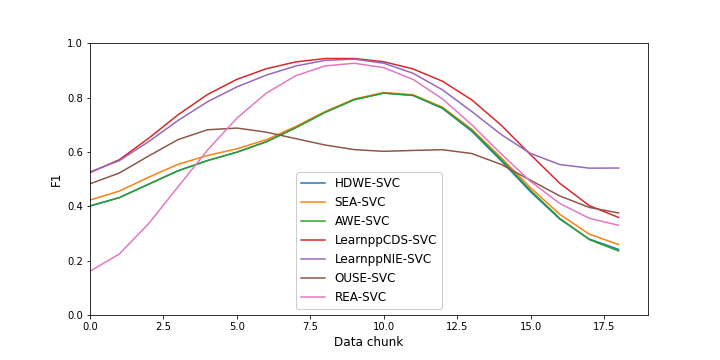 1.0
0.8
0.6
0.4
0.2
0.0
F1
HDWE-SVC
SEA-SVC
AWE-SVC
LearnppCDS-SVC
LearnppNIE-SVC
OUSE-SVC
REA-SVC
0.0 2.5 5.0 7.5 10.0 12.5 15.0 17.5
Data chunk